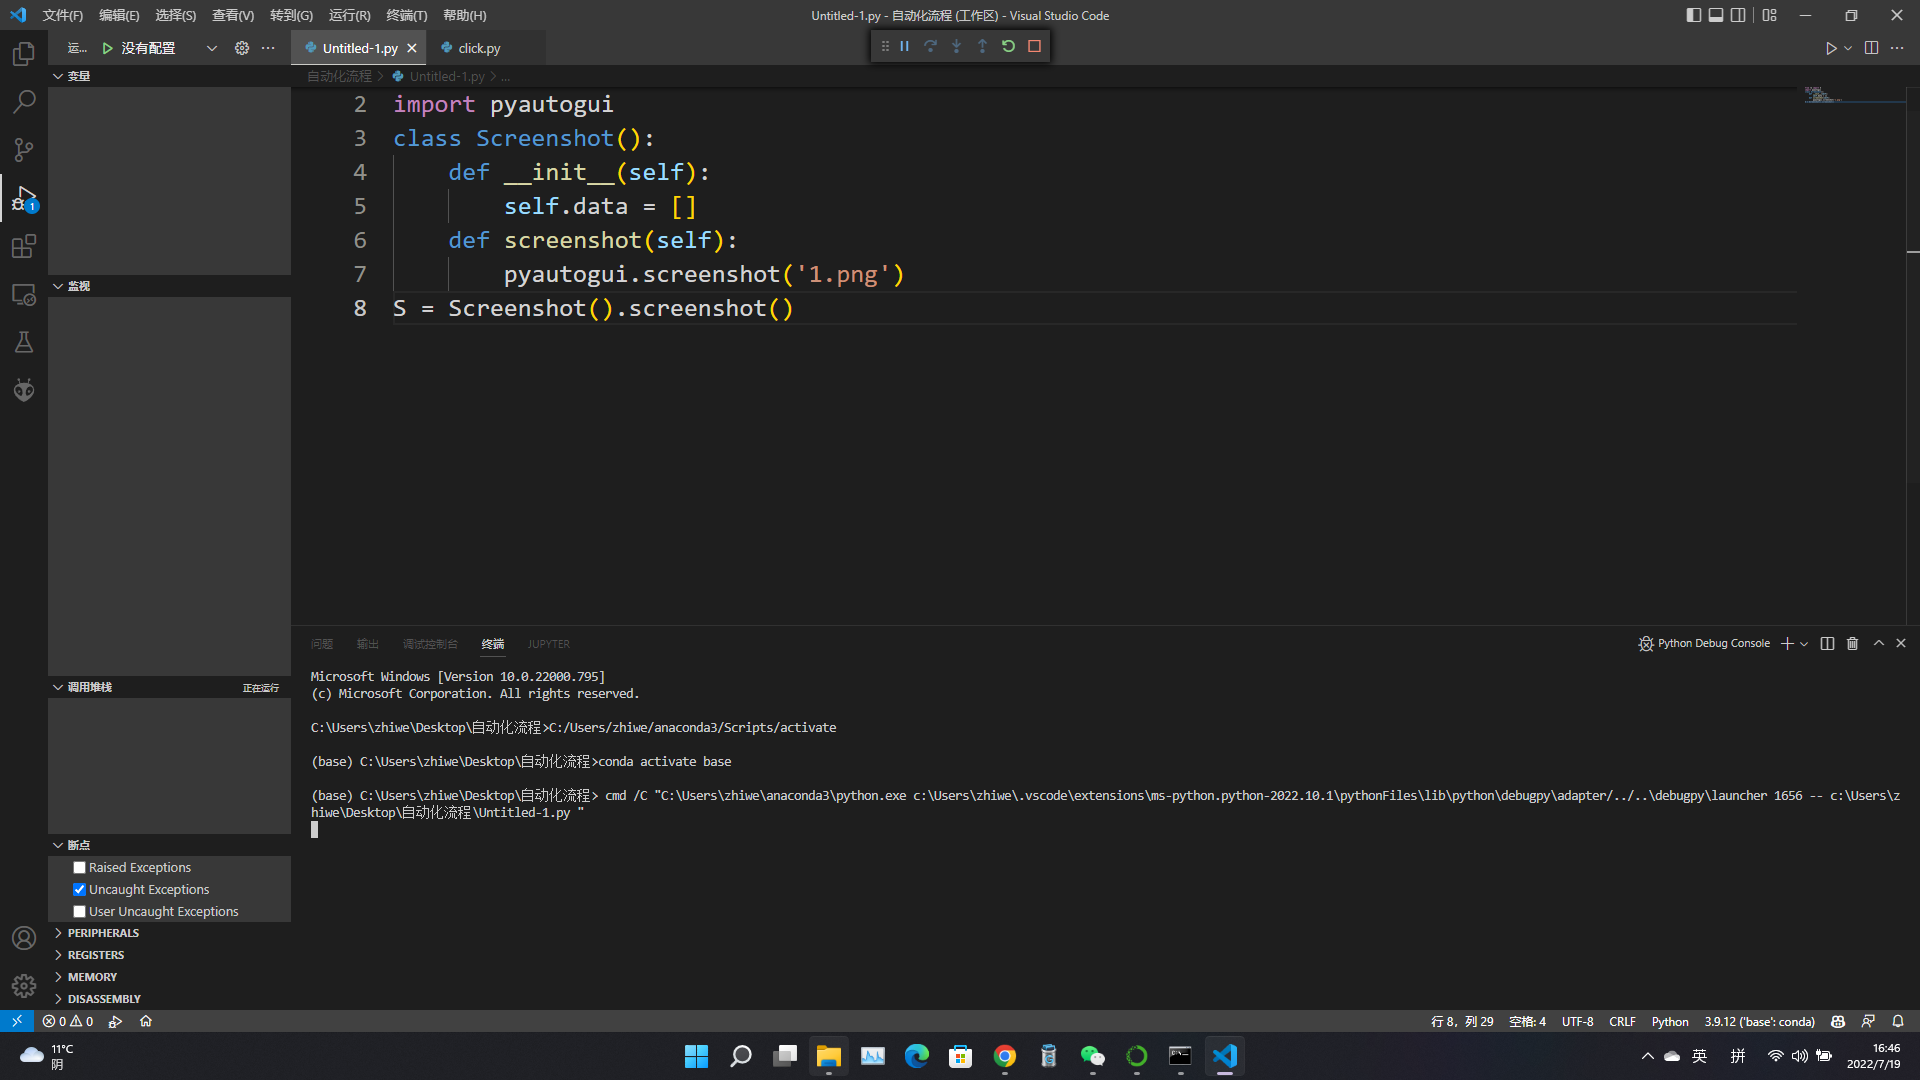 文件(F) 编辑(E) 选择(S) 查看(V) 转到(G) 运行(R) 终端(T) 帮助(H)
Untitled-1.py - 自动化流程 (工作区) - Visual Studio Code
运... 没有配置
Untitled-1.py
click.py
变量
自动化流程 > Untitled-1.py > ...
2 import pyautogui
3 class Screenshot():
4 def __init__(self):
5 self.data = []
6 def screenshot(self):
7 pyautogui.screenshot('1.png')
8 S = Screenshot().screenshot()
1
监视
调用堆栈 正在运行
断点
Raised Exceptions
Uncaught Exceptions
User Uncaught Exceptions
PERIPHERALS
REGISTERS
MEMORY
DISASSEMBLY
问题 输出 调试控制台 终端 JUPYTER
Python Debug Console
Microsoft Windows [Version 10.0.22000.795]
(c) Microsoft Corporation. All rights reserved.
C:\Users\zhiwe\Desktop\自动化流程>C:/Users/zhiwe/anaconda3/Scripts/activate
(base) C:\Users\zhiwe\Desktop\自动化流程>conda activate base
(base) C:\Users\zhiwe\Desktop\自动化流程> cmd /C "C:\Users\zhiwe\anaconda3\python.exe c:\Users\zhiwe\.vscode\extensions\ms-python.python-2022.10.1\pythonFiles\lib\python\debugpy\adapter/../..\debugpy\launcher 1656 -- c:\Users\z
hiwe\Desktop\自动化流程\Untitled-1.py "
0 0
行 8，列 29 空格: 4 UTF-8 CRLF Python 3.9.12 ('base': conda)
11°C
阴
英 拼
16:46
2022/7/19